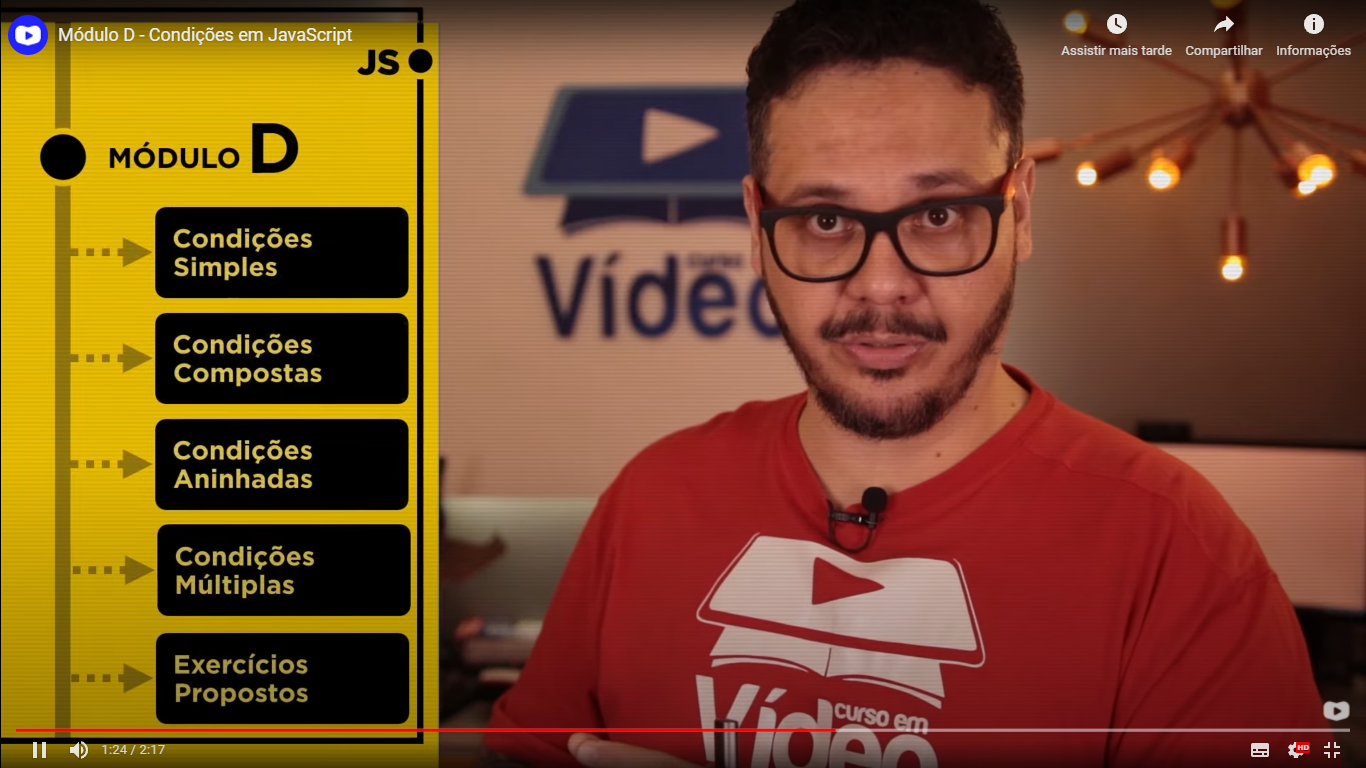 Módulo D - Condições em JavaScript
Assistir mais tarde
Compartilhar
Informações
JS
MÓDULO D
Condições
Simples
Condições
Compostas
Condições
Aninhadas
Condições
Múltiplas
Exercícios
Propostos
curso
Vídeo
curso em
Vídeo
1:24 / 2:17
HD